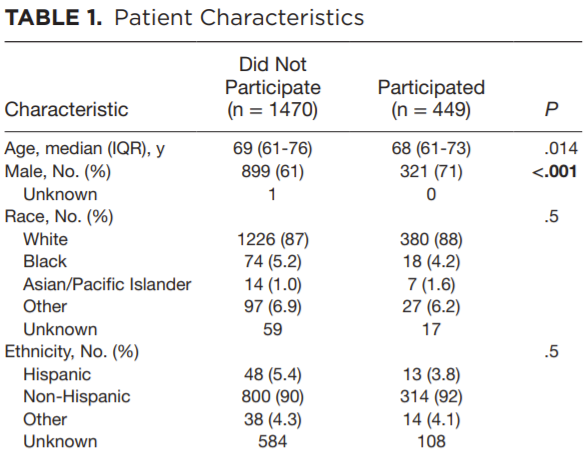 TABLE 1. Patient Characteristics
Did Not
Participate Participated
Characteristic (n = 1470) (n = 449) P
Age, median (IQR), y 69 (61-76) 68 (61-73) .014
Male, No. (%) 899 (61) 321 (71) <.001
Unknown 1 0
Race, No. (%) .5
White 1226 (87) 380 (88)
Black 74 (5.2) 18 (4.2)
Asian/Pacific Islander 14 (1.0) 7 (1.6)
Other 97 (6.9) 27 (6.2)
Unknown 59 17
Ethnicity, No. (%) .5
Hispanic 48 (5.4) 13 (3.8)
Non-Hispanic 800 (90) 314 (92)
Other 38 (4.3) 14 (4.1)
Unknown 584 108